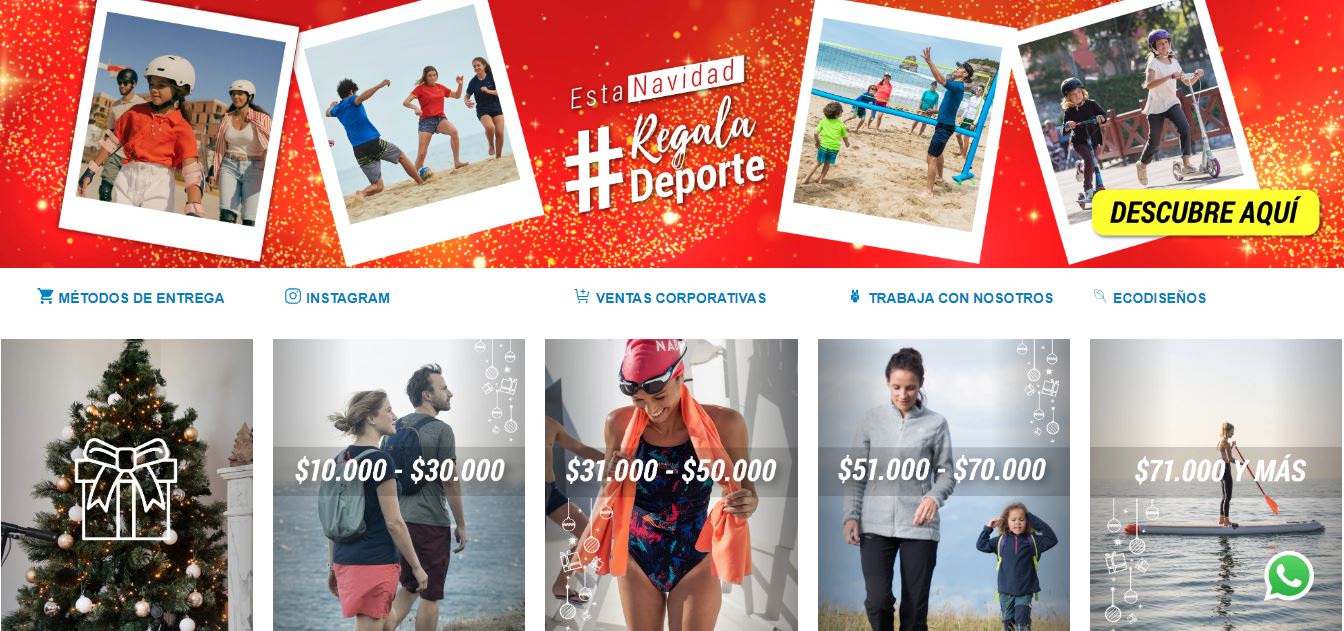 Esta Navidad
#Regala
Deporte
DESCUBRE AQUÍ
MÉTODOS DE ENTREGA
INSTAGRAM
VENTAS CORPORATIVAS
TRABAJA CON NOSOTROS
ECODISEÑOS
NAB
$10.000 - $30.000
$31.000 - $50.000
$51.000 - $70.000
$71.000 Y MÁS